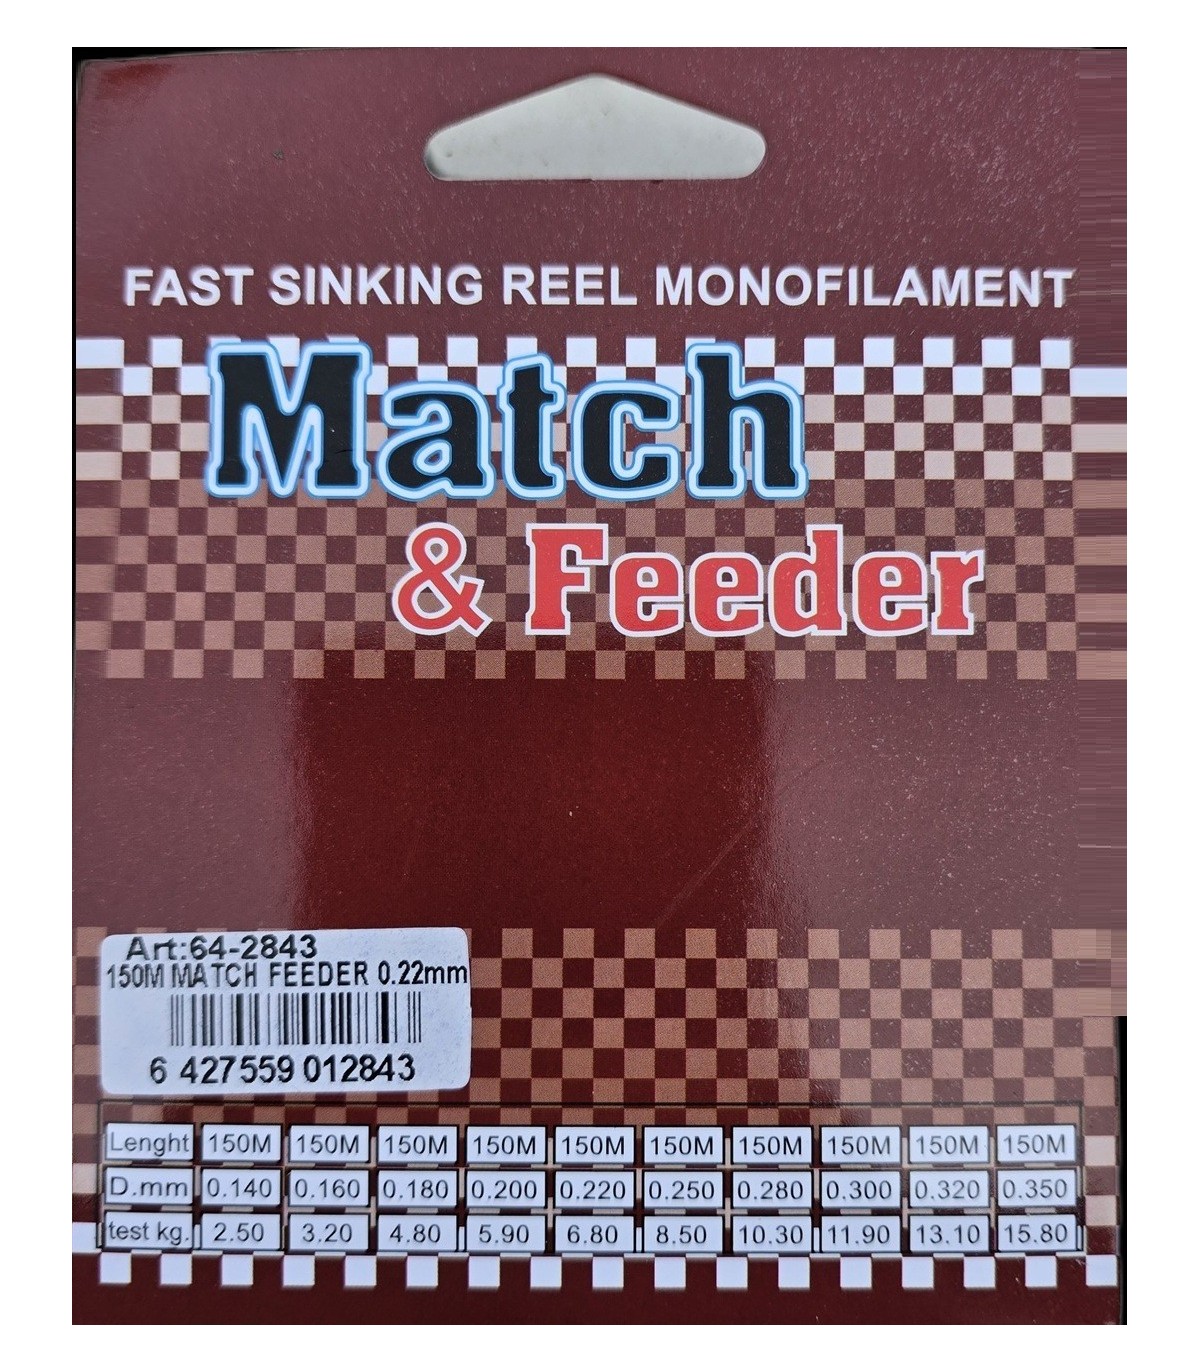 FAST SINKING REEL MONOFILAMENT
Match
& Feeder
Art:64-2843
150M MATCH FEEDER 0.22mm
6 427559 012843
Lenght 150M 150M 150M 150M 150M 150M 150M 150M 150M 150M
D.mm 0.140 0.160 0.180 0.200 0.220 0.250 0.280 0.300 0.320 0.350
test kg. 2.50 3.20 4.80 5.90 6.80 8.50 10.30 11.90 13.10 15.80